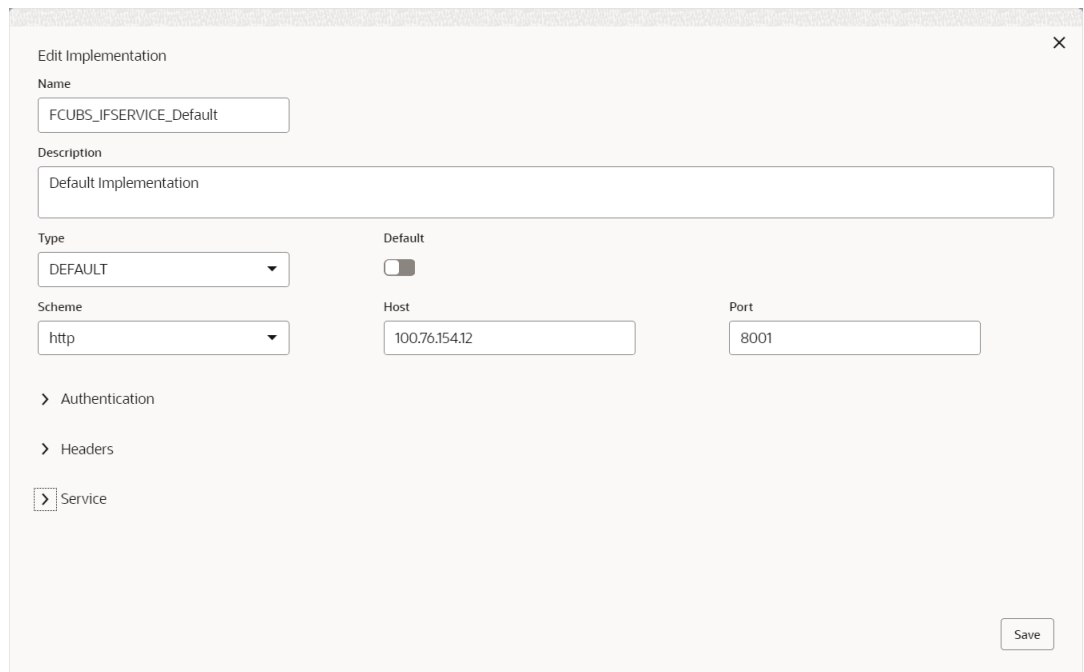 Edit Implementation
Name
FCUBS_IFSERVICE_Default
Description
Default Implementation
Type Default
DEFAULT
Scheme Host Port
http 100.76.154.12 8001
Authentication
Headers
Service
Save